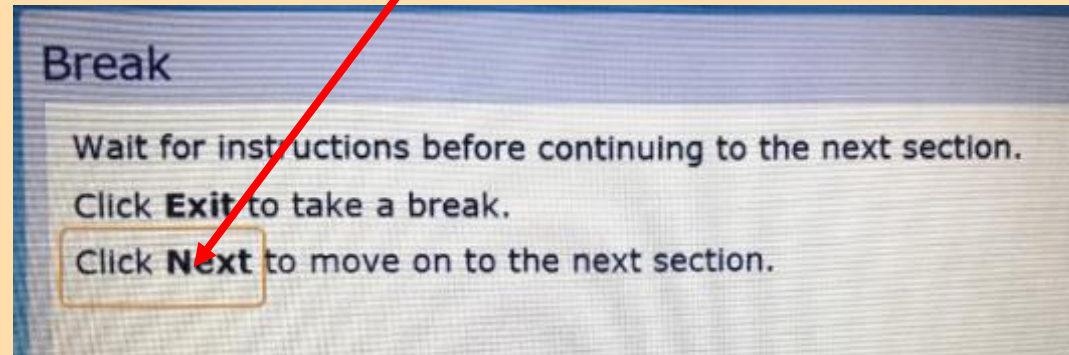 Break
Wait for instructions before continuing to the next section.
Click Exit to take a break.
Click Next to move on to the next section.